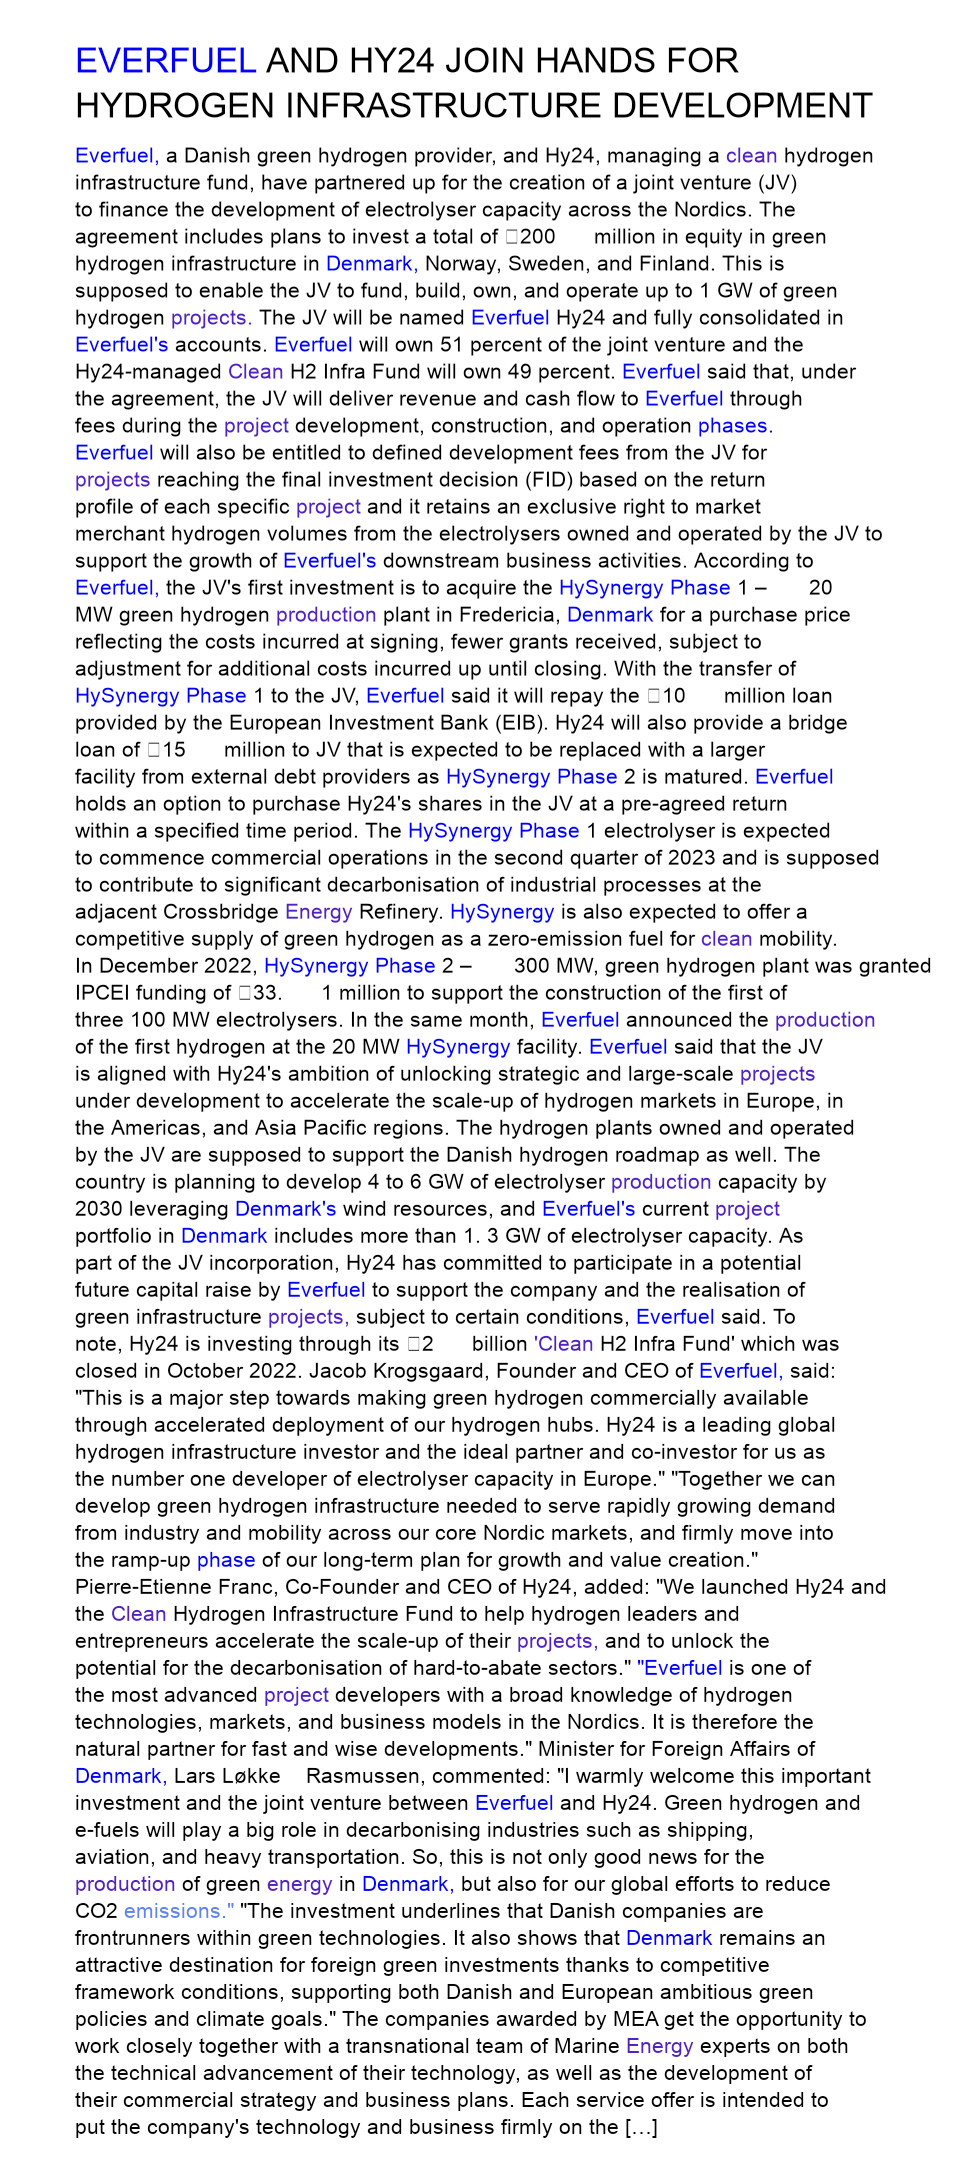 EVERFUEL AND HY24 JOIN HANDS FOR
HYDROGEN INFRASTRUCTURE DEVELOPMENT
Everfuel, a Danish green hydrogen provider, and Hy24, managing a clean hydrogen
infrastructure fund, have partnered up for the creation of a joint venture (JV)
to finance the development of electrolyser capacity across the Nordics. The
agreement includes plans to invest a total of □200 million in equity in green
hydrogen infrastructure in Denmark, Norway, Sweden, and Finland. This is
supposed to enable the JV to fund, build, own, and operate up to 1 GW of green
hydrogen projects. The JV will be named Everfuel Hy24 and fully consolidated in
Everfuel's accounts. Everfuel will own 51 percent of the joint venture and the
Hy24-managed Clean H2 Infra Fund will own 49 percent. Everfuel said that, under
the agreement, the JV will deliver revenue and cash flow to Everfuel through
fees during the project development, construction, and operation phases.
Everfuel will also be entitled to defined development fees from the JV for
projects reaching the final investment decision (FID) based on the return
profile of each specific project and it retains an exclusive right to market
merchant hydrogen volumes from the electrolysers owned and operated by the JV to
support the growth of Everfuel's downstream business activities. According to
Everfuel, the JV's first investment is to acquire the HySynergy Phase 1 – 20
MW green hydrogen production plant in Fredericia, Denmark for a purchase price
reflecting the costs incurred at signing, fewer grants received, subject to
adjustment for additional costs incurred up until closing. With the transfer of
HySynergy Phase 1 to the JV, Everfuel said it will repay the □10 million loan
provided by the European Investment Bank (EIB). Hy24 will also provide a bridge
loan of □15 million to JV that is expected to be replaced with a larger
facility from external debt providers as HySynergy Phase 2 is matured. Everfuel
holds an option to purchase Hy24's shares in the JV at a pre-agreed return
within a specified time period. The HySynergy Phase 1 electrolyser is expected
to commence commercial operations in the second quarter of 2023 and is supposed
to contribute to significant decarbonisation of industrial processes at the
adjacent Crossbridge Energy Refinery. HySynergy is also expected to offer a
competitive supply of green hydrogen as a zero-emission fuel for clean mobility.
In December 2022, HySynergy Phase 2 – 300 MW, green hydrogen plant was granted
IPCEI funding of □33. 1 million to support the construction of the first of
three 100 MW electrolysers. In the same month, Everfuel announced the production
of the first hydrogen at the 20 MW HySynergy facility. Everfuel said that the JV
is aligned with Hy24's ambition of unlocking strategic and large-scale projects
under development to accelerate the scale-up of hydrogen markets in Europe, in
the Americas, and Asia Pacific regions. The hydrogen plants owned and operated
by the JV are supposed to support the Danish hydrogen roadmap as well. The
country is planning to develop 4 to 6 GW of electrolyser production capacity by
2030 leveraging Denmark's wind resources, and Everfuel's current project
portfolio in Denmark includes more than 1. 3 GW of electrolyser capacity. As
part of the JV incorporation, Hy24 has committed to participate in a potential
future capital raise by Everfuel to support the company and the realisation of
green infrastructure projects, subject to certain conditions, Everfuel said. To
note, Hy24 is investing through its □2 billion 'Clean H2 Infra Fund' which was
closed in October 2022. Jacob Krogsgaard, Founder and CEO of Everfuel, said:
"This is a major step towards making green hydrogen commercially available
through accelerated deployment of our hydrogen hubs. Hy24 is a leading global
hydrogen infrastructure investor and the ideal partner and co-investor for us as
the number one developer of electrolyser capacity in Europe." "Together we can
develop green hydrogen infrastructure needed to serve rapidly growing demand
from industry and mobility across our core Nordic markets, and firmly move into
the ramp-up phase of our long-term plan for growth and value creation."
Pierre-Etienne Franc, Co-Founder and CEO of Hy24, added: "We launched Hy24 and
the Clean Hydrogen Infrastructure Fund to help hydrogen leaders and
entrepreneurs accelerate the scale-up of their projects, and to unlock the
potential for the decarbonisation of hard-to-abate sectors." "Everfuel is one of
the most advanced project developers with a broad knowledge of hydrogen
technologies, markets, and business models in the Nordics. It is therefore the
natural partner for fast and wise developments." Minister for Foreign Affairs of
Denmark, Lars Løkke Rasmussen, commented: "I warmly welcome this important
investment and the joint venture between Everfuel and Hy24. Green hydrogen and
e-fuels will play a big role in decarbonising industries such as shipping,
aviation, and heavy transportation. So, this is not only good news for the
production of green energy in Denmark, but also for our global efforts to reduce
CO2 emissions." "The investment underlines that Danish companies are
frontrunners within green technologies. It also shows that Denmark remains an
attractive destination for foreign green investments thanks to competitive
framework conditions, supporting both Danish and European ambitious green
policies and climate goals." The companies awarded by MEA get the opportunity to
work closely together with a transnational team of Marine Energy experts on both
the technical advancement of their technology, as well as the development of
their commercial strategy and business plans. Each service offer is intended to
put the company's technology and business firmly on the […]